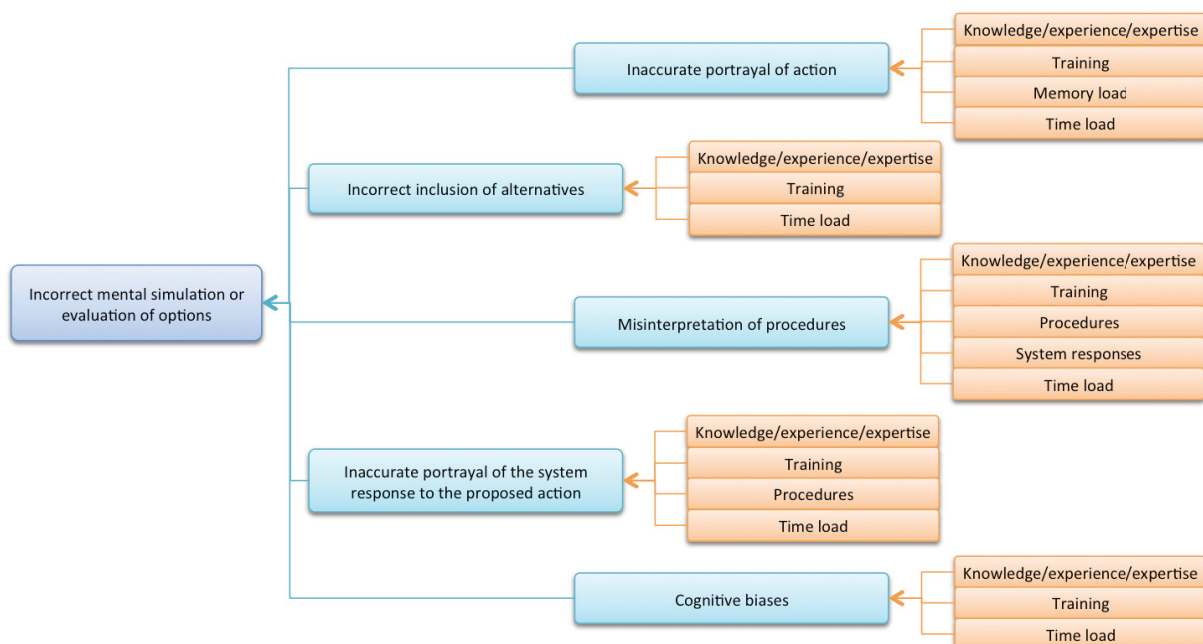 Knowledge/experience/expertise
Training
Memory load
Time load
Inaccurate portrayal of action
Knowledge/experience/expertise
Training
Time load
Incorrect inclusion of alternatives
Knowledge/experience/expertise
Training
Procedures
System responses
Time load
Misinterpretation of procedures
Incorrect mental simulation or
evaluation of options
Knowledge/experience/expertise
Training
Procedures
Time load
Inaccurate portrayal of the system
response to the proposed action
Knowledge/experience/expertise
Training
Time load
Cognitive biases